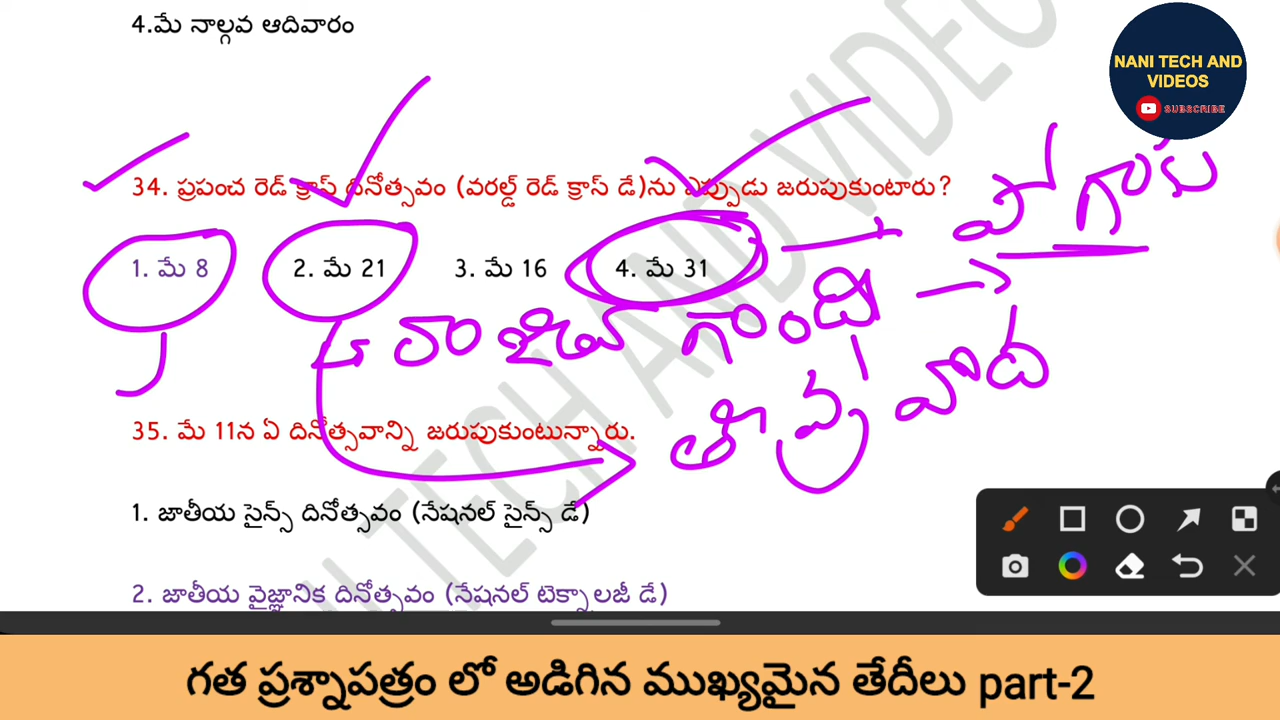 4.మే నాల్గవ ఆదివారం
NANI TECH AND
VIDEOS
SUBSCRIBE
34. ప్రపంచ రెడ్ క్రాస్ దినోత్సవం (వరల్డ్ రెడ్ క్రాస్ డే)ను ఎప్పుడు జరుపుకుంటారు?
పొగాకు
1. మే 8 2. మే 21 3. మే 16 4. మే 31
రాజీవ్ గాంధీ
తీవ్ర వాద
35. మే 11న ఏ దినోత్సవాన్ని జరుపుకుంటున్నారు.
1. జాతీయ సైన్స్ దినోత్సవం (నేషనల్ సైన్స్ డే)
2. జాతీయ వైజ్ఞానిక దినోత్సవం (నేషనల్ టెక్నాలజీ డే)
గత ప్రశ్నాపత్రం లో అడిగిన ముఖ్యమైన తేదీలు part-2